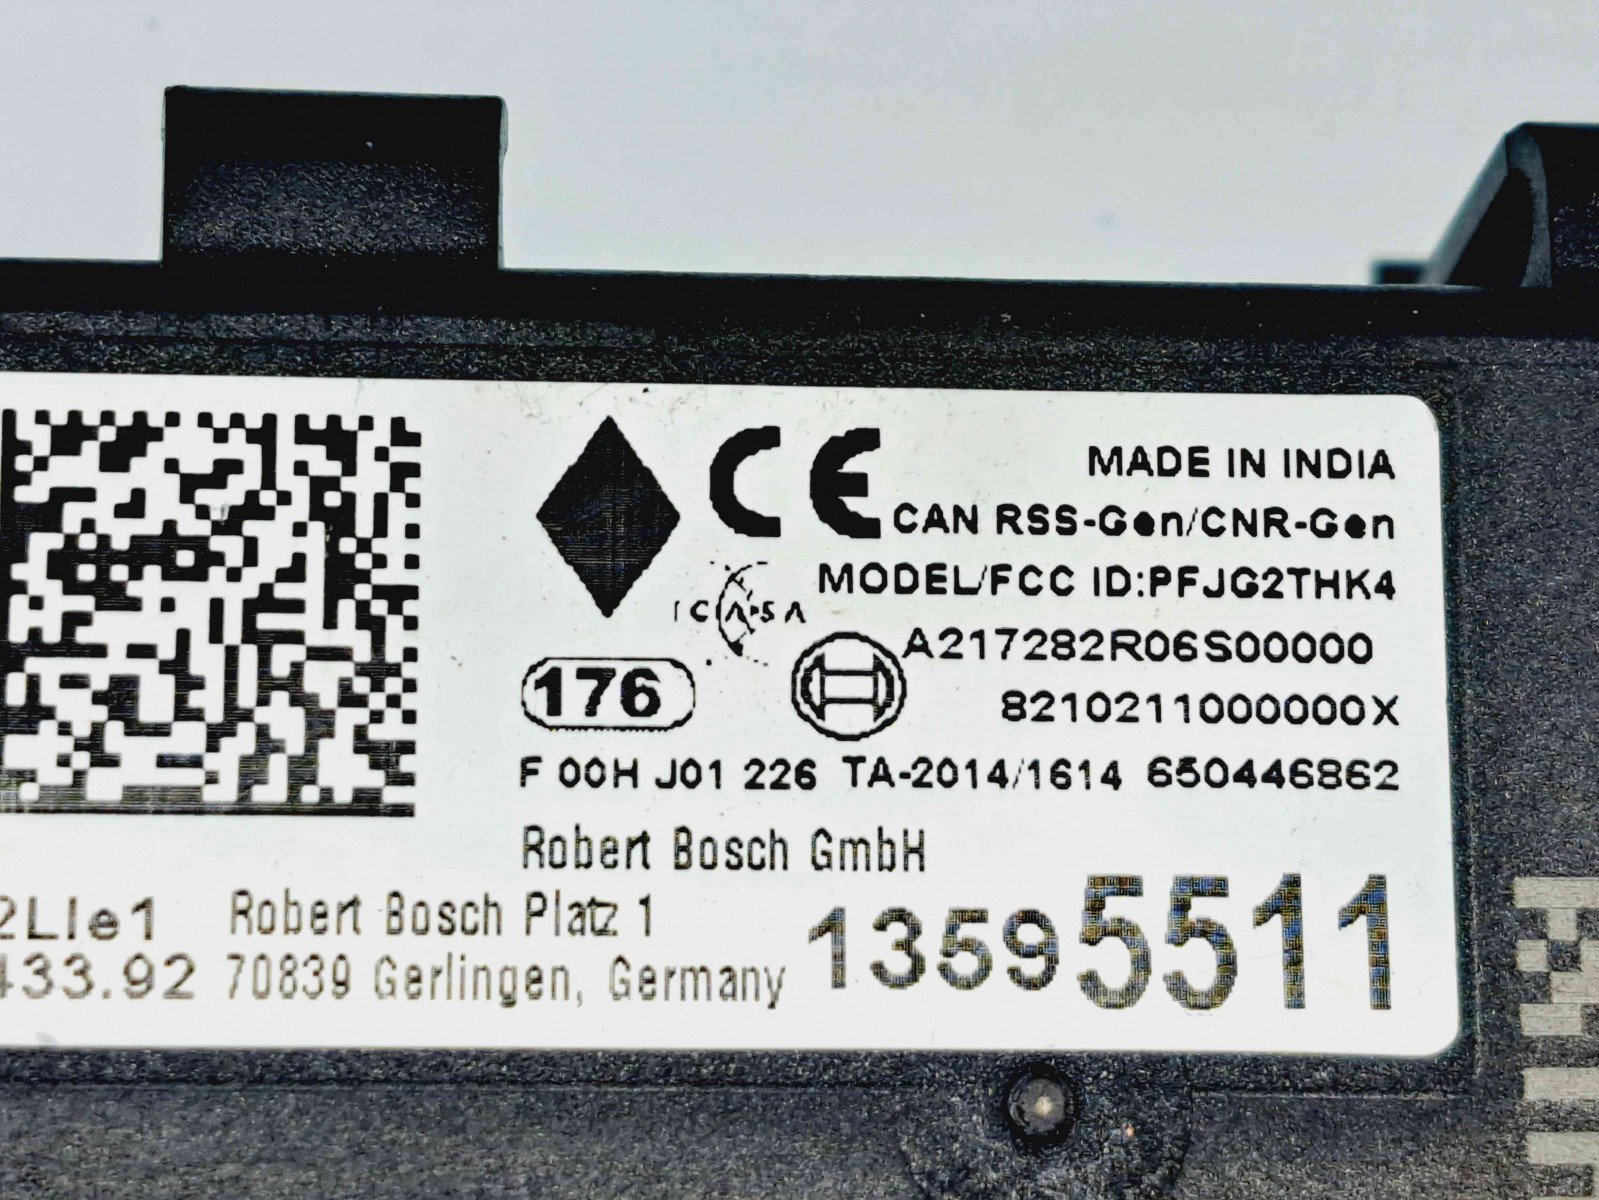 CE
MADE IN INDIA
CAN RSS-Gen/CNR-Gen
MODEL/FCC ID:PFJG2THK4
ICASA
A217282R06S00000
176
8210211000000X
F 00H J01 226 TA-2014/1614 650446862
Robert Bosch GmbH
2LIe1 Robert Bosch Platz 1
433.92 70839 Gerlingen, Germany
13595511